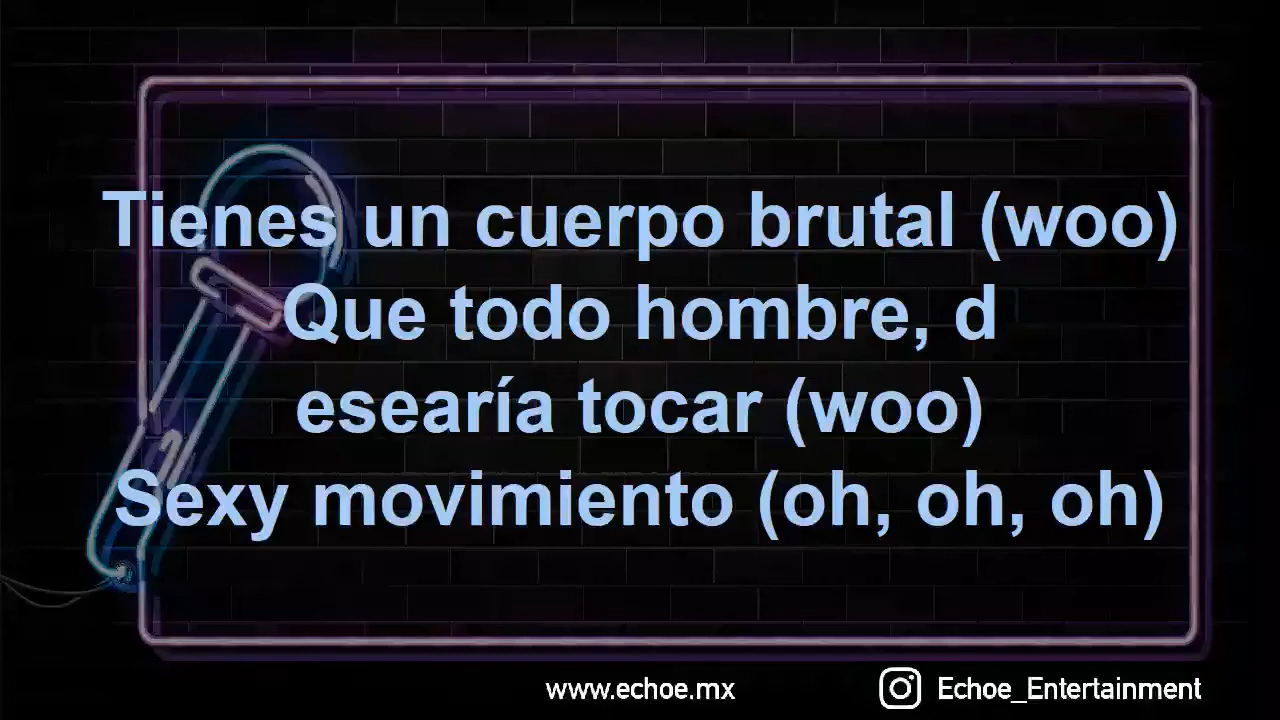 Tienes un cuerpo brutal (woo)
Que todo hombre, d
esearía tocar (woo)
Sexy movimiento (oh, oh, oh)
www.echoe.mx
Echoe_Entertainment